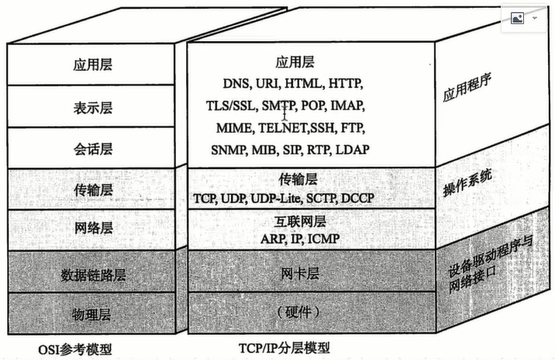 应用层
表示层
会话层
传输层
网络层
数据链路层
物理层
OSI参考模型
应用层
DNS, URI, HTML, HTTP,
TLS/SSL, SMTP, POP, IMAP,
MIME, TELNET,SSH, FTP,
SNMP, MIB, SIP, RTP, LDAP
传输层
TCP, UDP, UDP-Lite, SCTP, DCCP
互联网层
ARP, IP, ICMP
网卡层
(硬件)
TCP/IP分层模型
应用程序
操作系统
设备驱动程序与
网络接口